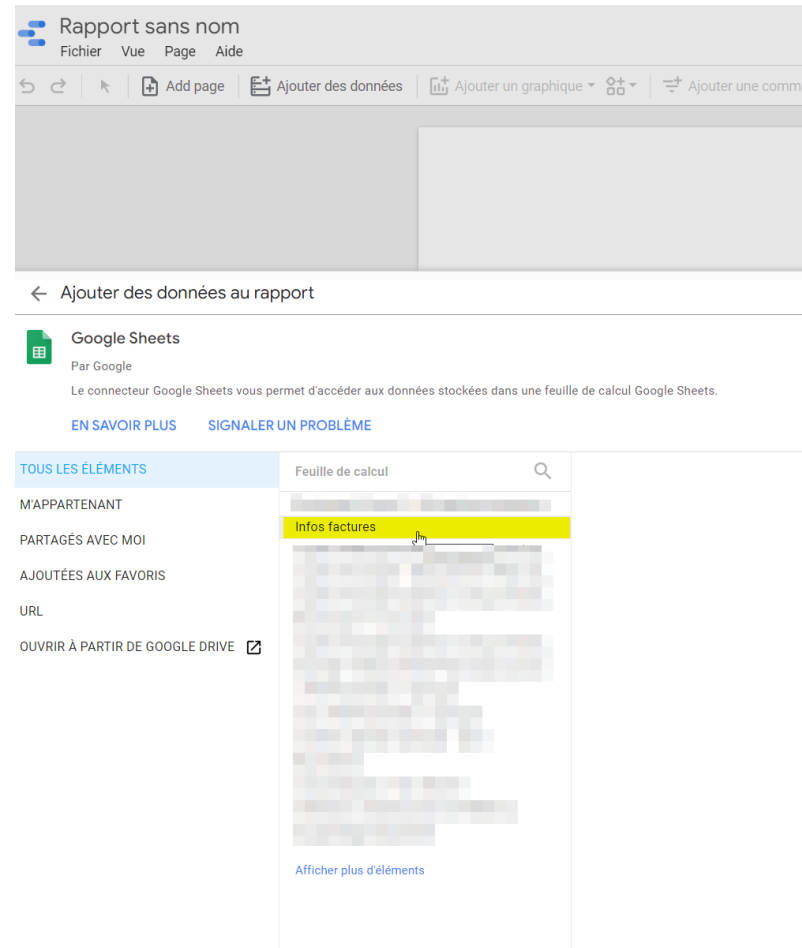 Rapport sans nom
Fichier Vue Page Aide
Add page Ajouter des données Ajouter un graphique Ajouter une comm
Ajouter des données au rapport
Google Sheets
Par Google
Le connecteur Google Sheets vous permet d'accéder aux données stockées dans une feuille de calcul Google Sheets.
EN SAVOIR PLUS SIGNALER UN PROBLÈME
TOUS LES ÉLÉMENTS
M'APPARTENANT
PARTAGÉS AVEC MOI
AJOUTÉES AUX FAVORIS
URL
OUVRIR À PARTIR DE GOOGLE DRIVE
Feuille de calcul
Infos factures
Afficher plus d'éléments